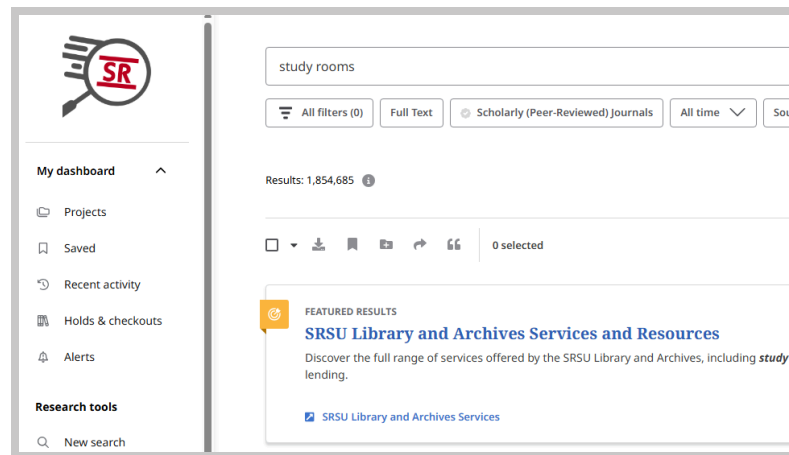 SR
My dashboard
Projects
Saved
Recent activity
Holds & checkouts
Alerts
Research tools
New search
study rooms
All filters (0)
Full Text
Scholarly (Peer-Reviewed) Journals
All time
Sou
Results: 1,854,685
0 selected
FEATURED RESULTS
SRSU Library and Archives Services and Resources
Discover the full range of services offered by the SRSU Library and Archives, including study
lending.
SRSU Library and Archives Services